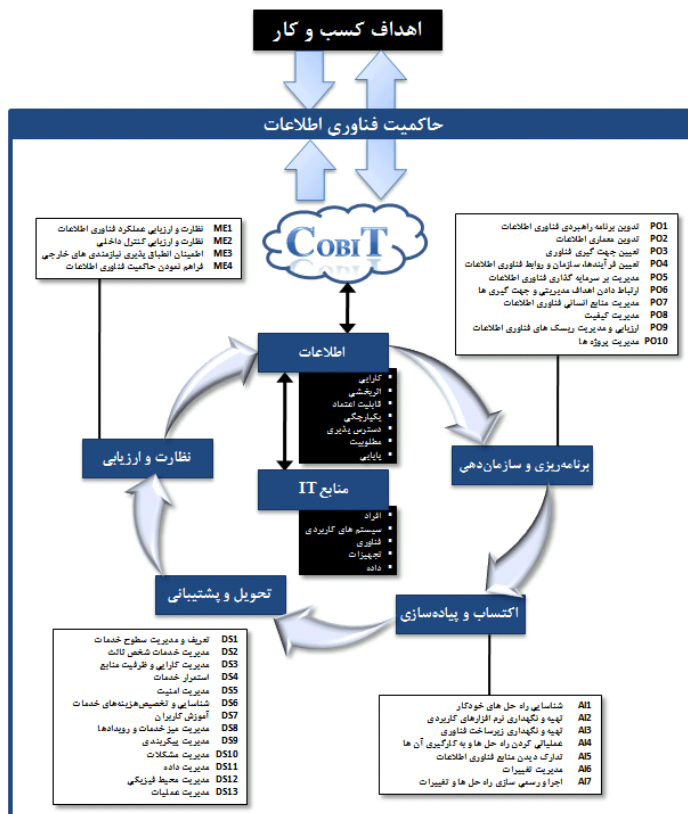 اهداف کسب و کار
حاکمیت فناوری اطلاعات
COBIT
PO1 تدوین برنامه راهبردی فناوری اطلاعات
PO2 تدوین معماری اطلاعات
PO3 تعیین جهت گیری فناوری
PO4 تعیین فرآیندها، سازمان و روابط فناوری اطلاعات
PO5 مدیریت بر سرمایه گذاری فناوری اطلاعات
PO6 ارتباط دادن اهداف مدیریتی و جهت گیری ها
PO7 مدیریت منابع انسانی فناوری اطلاعات
PO8 مدیریت کیفیت
PO9 ارزیابی و مدیریت ریسک های فناوری اطلاعات
PO10 مدیریت پروژه ها
ME1 نظارت و ارزیابی عملکرد فناوری اطلاعات
ME2 نظارت و ارزیابی کنترل داخلی
ME3 اطمینان انطباق پذیری نیازمندی های خارجی
ME4 فراهم نمودن حاکمیت فناوری اطلاعات
اطلاعات
▪ کارایی
▪ اثربخشی
▪ قابلیت اعتماد
▪ یکپارچگی
▪ دسترس پذیری
▪ مطلوبیت
▪ پایایی
برنامه‌ریزی و سازمان‌دهی
نظارت و ارزیابی
منابع IT
▪ افراد
▪ سیستم های کاربردی
▪ فناوری
▪ تجهیزات
▪ داده
اکتساب و پیاده‌سازی
تحویل و پشتیبانی
AI1 شناسایی راه حل های خودکار
AI2 تهیه و نگهداری نرم افزارهای کاربردی
AI3 تهیه و نگهداری زیرساخت فناوری
AI4 عملیاتی کردن راه حل ها و به کارگیری آن ها
AI5 تدارک دیدن منابع فناوری اطلاعات
AI6 مدیریت تغییرات
AI7 اجرا و رسمی سازی راه حل ها و تغییرات
DS1 تعریف و مدیریت سطوح خدمات
DS2 مدیریت خدمات شخص ثالث
DS3 مدیریت کارایی و ظرفیت منابع
DS4 استمرار خدمات
DS5 مدیریت امنیت
DS6 شناسایی و تخصیص‌هزینه‌های خدمات
DS7 آموزش کاربران
DS8 مدیریت میز خدمات و رویدادها
DS9 مدیریت پیکربندی
DS10 مدیریت مشکلات
DS11 مدیریت داده
DS12 مدیریت محیط فیزیکی
DS13 مدیریت عملیات